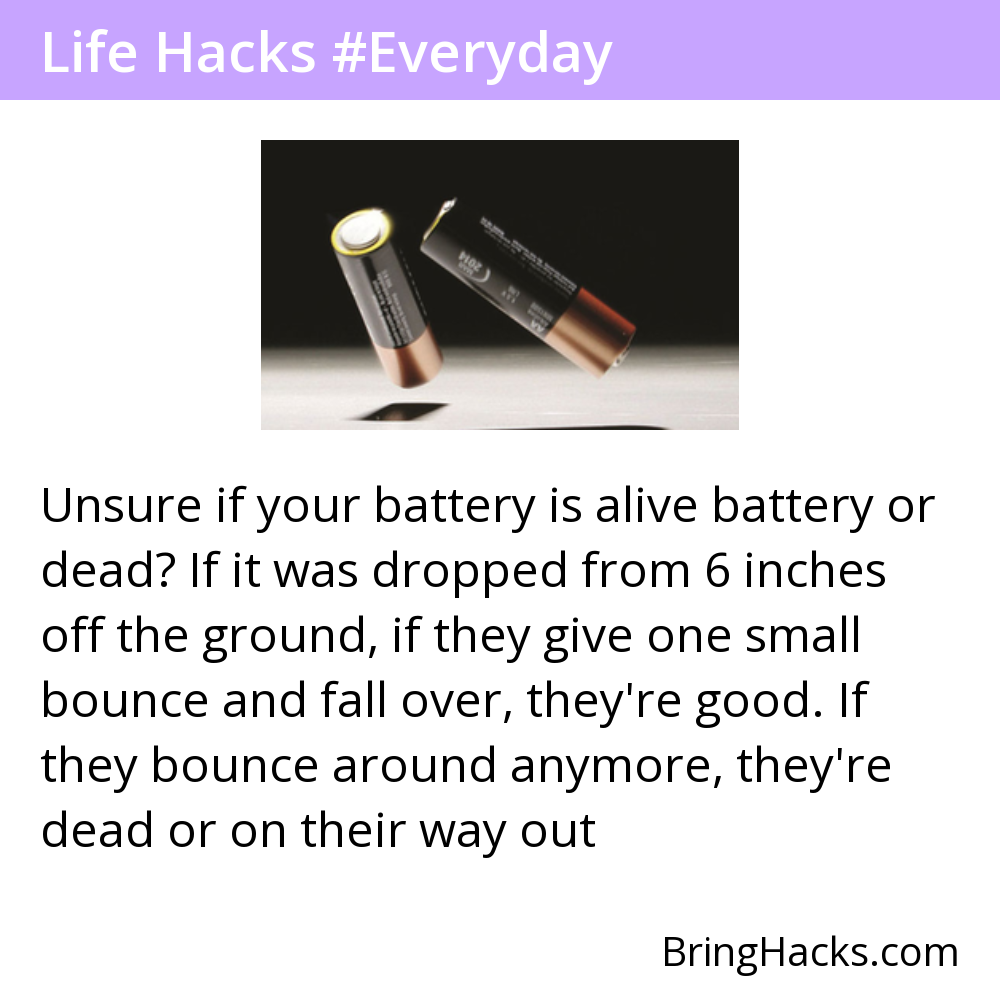 Life Hacks #Everyday
2014
AA
Unsure if your battery is alive battery or
dead? If it was dropped from 6 inches
off the ground, if they give one small
bounce and fall over, they're good. If
they bounce around anymore, they're
dead or on their way out
BringHacks.com